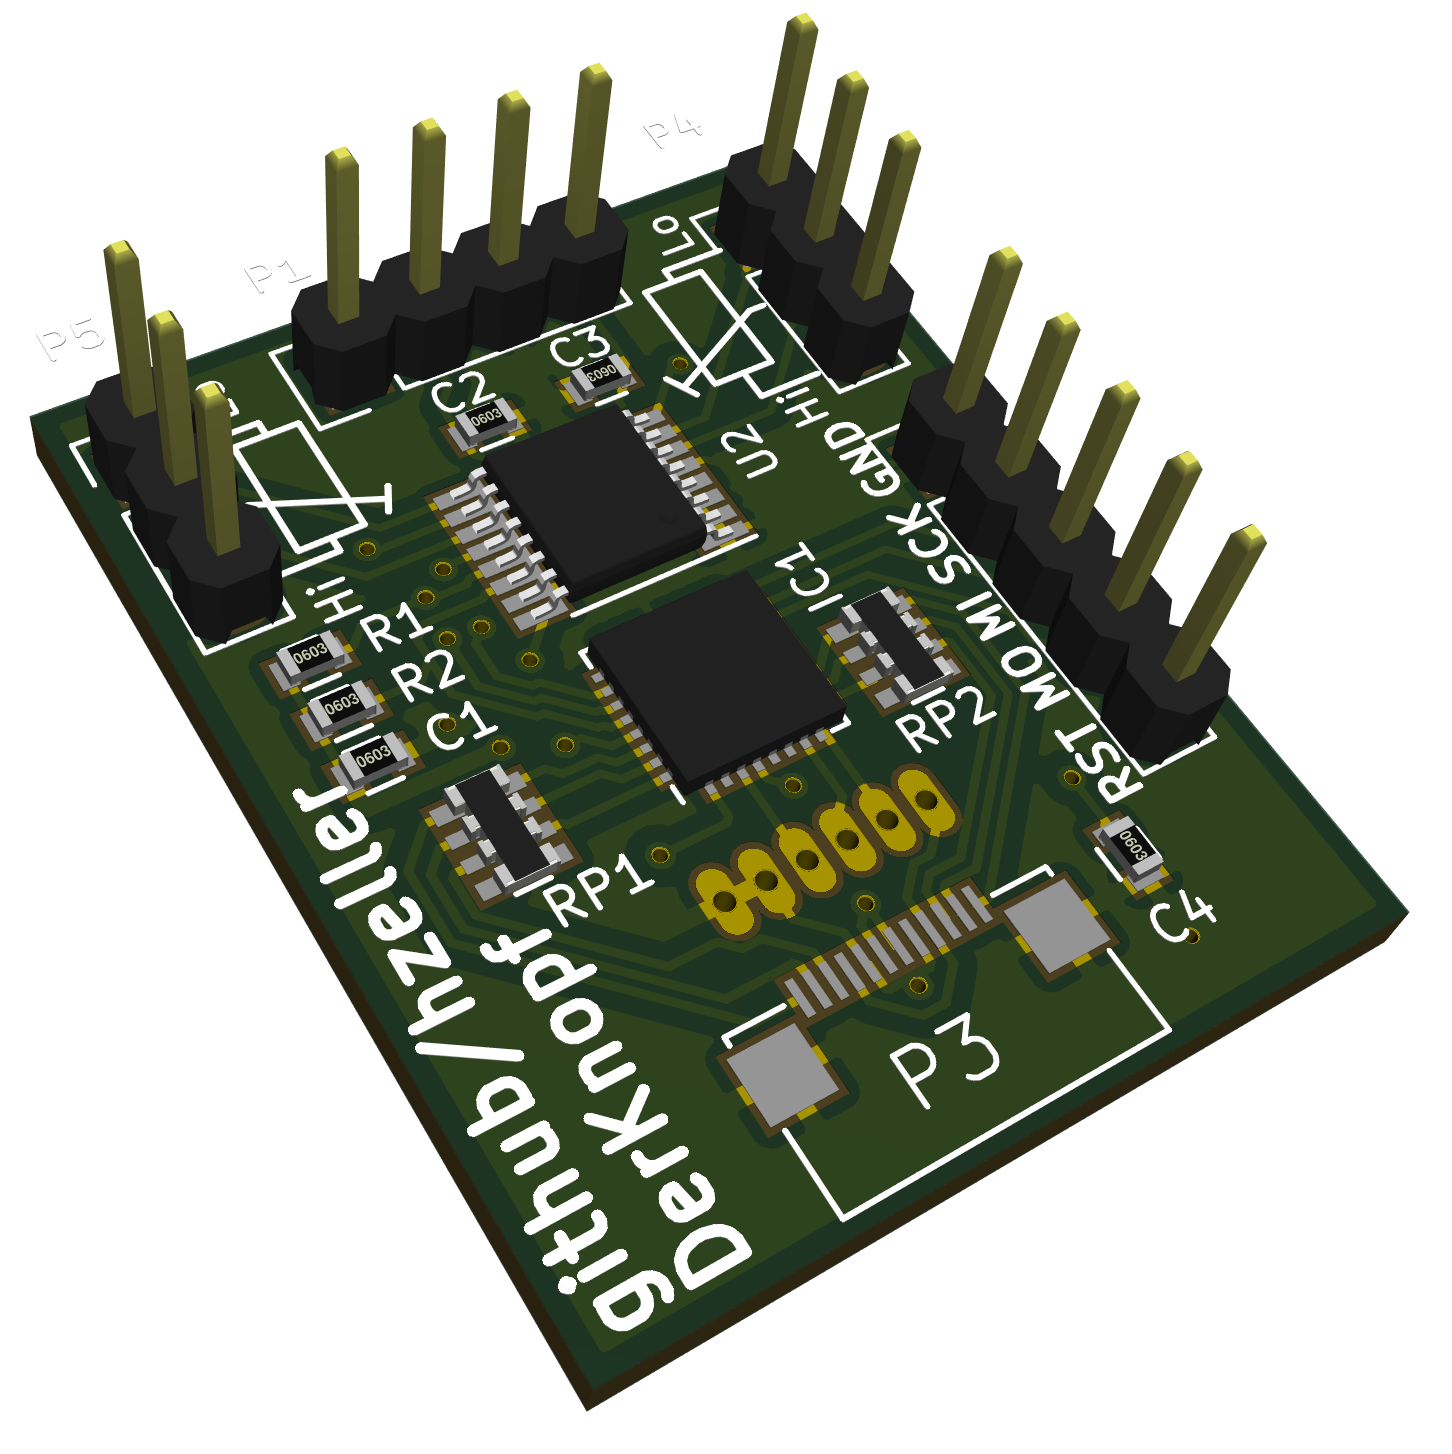 P4
P1
P5
Lo
C3
C2
0603
0603
Hi
U2
GND
SCK
MI
MO
RST
IC1
Hi
R1
0603
R2
0603
C1
0603
RP2
RP1
0603
C4
P3
github/hzeller
DerKnopf